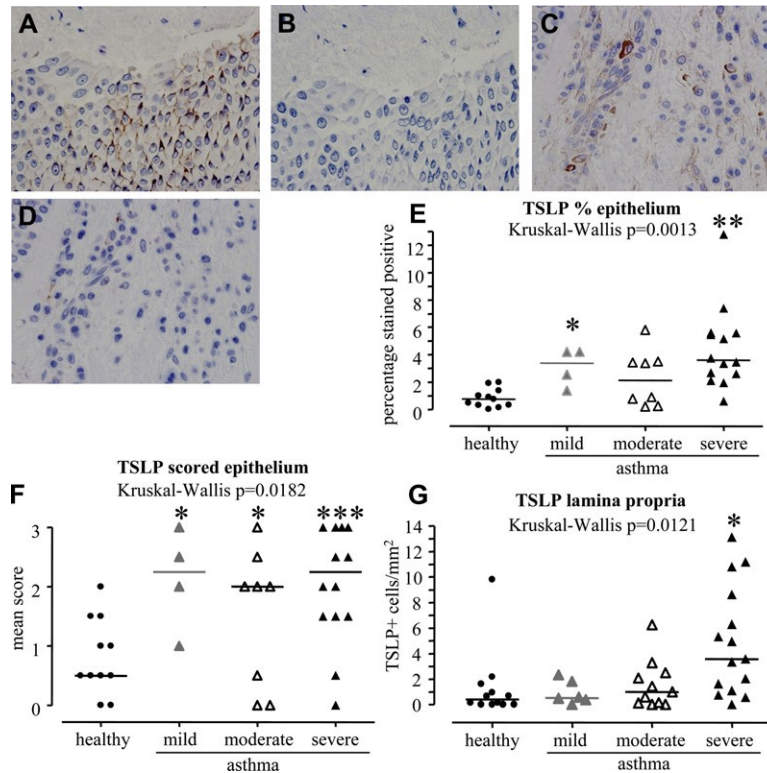 A
B
C
D
E
TSLP % epithelium
Kruskal-Wallis p=0.0013
**
*
percentage stained positive
12
10
8
6
4
2
0
healthy mild moderate severe
asthma
F
TSLP scored epithelium
Kruskal-Wallis p=0.0182
* * ***
mean score
3
2
1
0
healthy mild moderate severe
asthma
G
TSLP lamina propria
Kruskal-Wallis p=0.0121
*
TSLP+ cells/mm²
14
12
10
8
6
4
2
0
healthy mild moderate severe
asthma